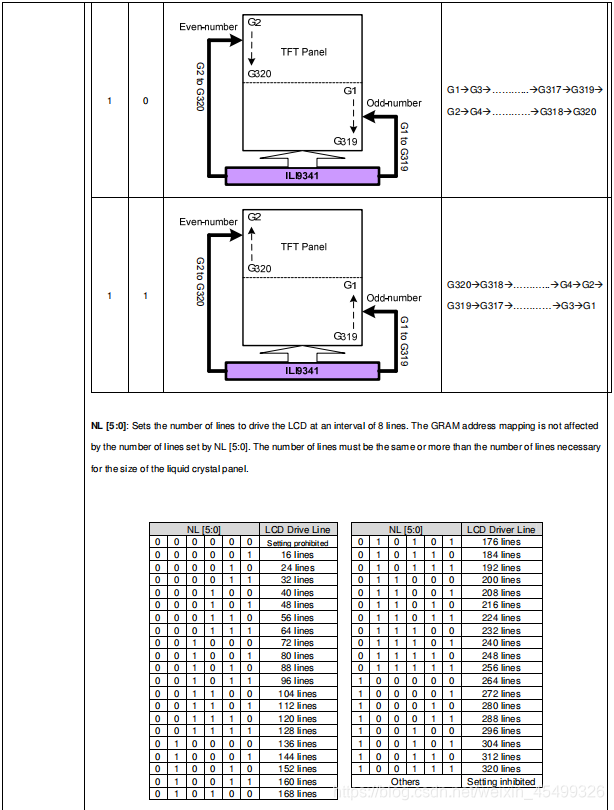 1
0
Even-number
G2
G320
TFT Panel
G1
G319
Odd-number
G2 to G320
G1 to G319
ILI9341
G1→G3→…………→G317→G319→
G2→G4→…………→G318→G320
1
1
Even-number
G2
G320
TFT Panel
G1
G319
Odd-number
G2 to G320
G1 to G319
ILI9341
G320→G318→…………→G4→G2→
G319→G317→…………→G3→G1
NL [5:0]: Sets the number of lines to drive the LCD at an interval of 8 lines. The GRAM address mapping is not affected
by the number of lines set by NL [5:0]. The number of lines must be the same or more than the number of lines necessary
for the size of the liquid crystal panel.
NL [5:0] LCD Drive Line
0 0 0 0 0 0 Setting prohibited
0 0 0 0 0 1 16 lines
0 0 0 0 1 0 24 lines
0 0 0 0 1 1 32 lines
0 0 0 1 0 0 40 lines
0 0 0 1 0 1 48 lines
0 0 0 1 1 0 56 lines
0 0 0 1 1 1 64 lines
0 0 1 0 0 0 72 lines
0 0 1 0 0 1 80 lines
0 0 1 0 1 0 88 lines
0 0 1 0 1 1 96 lines
0 0 1 1 0 0 104 lines
0 0 1 1 0 1 112 lines
0 0 1 1 1 0 120 lines
0 0 1 1 1 1 128 lines
0 1 0 0 0 0 136 lines
0 1 0 0 0 1 144 lines
0 1 0 0 1 0 152 lines
0 1 0 0 1 1 160 lines
0 1 0 1 0 0 168 lines
NL [5:0] LCD Driver Line
0 1 0 1 0 1 176 lines
0 1 0 1 1 0 184 lines
0 1 0 1 1 1 192 lines
0 1 1 0 0 0 200 lines
0 1 1 0 0 1 208 lines
0 1 1 0 1 0 216 lines
0 1 1 0 1 1 224 lines
0 1 1 1 0 0 232 lines
0 1 1 1 0 1 240 lines
0 1 1 1 1 0 248 lines
0 1 1 1 1 1 256 lines
1 0 0 0 0 0 264 lines
1 0 0 0 0 1 272 lines
1 0 0 0 1 0 280 lines
1 0 0 0 1 1 288 lines
1 0 0 1 0 0 296 lines
1 0 0 1 0 1 304 lines
1 0 0 1 1 0 312 lines
1 0 0 1 1 1 320 lines
Others Setting inhibited
https://blog.csdn.net/weixin_45499326